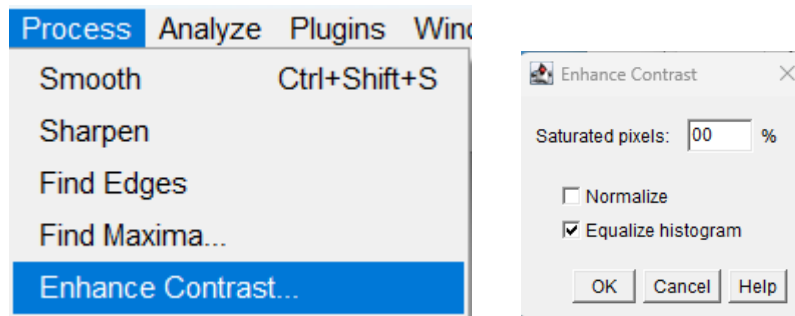 Process Analyze Plugins Wind
Smooth Ctrl+Shift+S
Sharpen
Find Edges
Find Maxima...
Enhance Contrast...
Enhance Contrast
Saturated pixels: 00 %
Normalize
Equalize histogram
OK Cancel Help